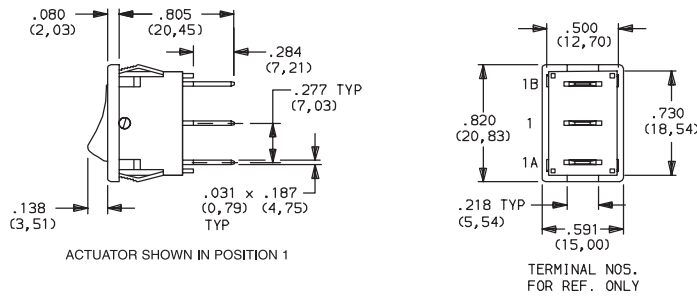 .080
(2,03)
.805
(20,45)
.284
(7,21)
.277 TYP
(7,03)
.031 x .187
(0,79) (4,75)
TYP
.138
(3,51)
ACTUATOR SHOWN IN POSITION 1
.500
(12,70)
1B
1
1A
.820
(20,83)
.730
(18,54)
.218 TYP
(5,54)
.591
(15,00)
TERMINAL NOS.
FOR REF. ONLY